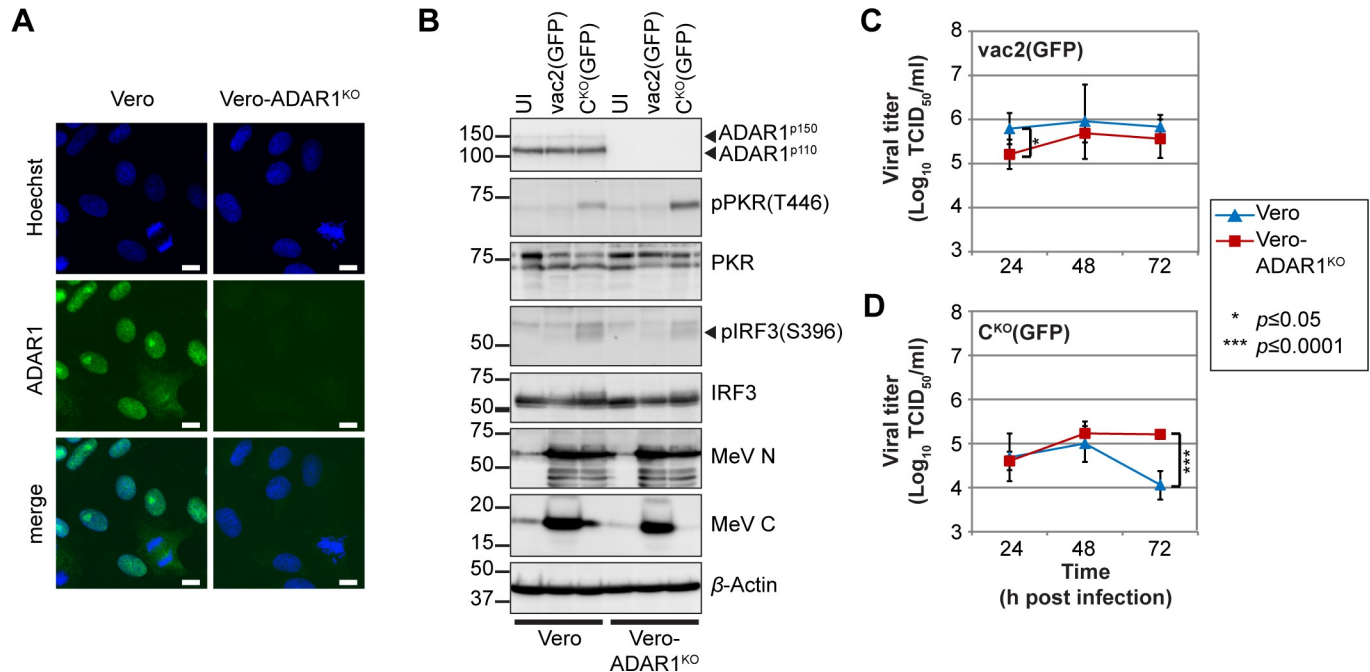 A
Vero
Vero-ADAR1KO
Hoechst
ADAR1
merge
B
UI
vac2(GFP)
CKO(GFP)
UI
vac2(GFP)
CKO(GFP)
150
100
ADAR1p150
ADAR1p110
75
pPKR(T446)
75
PKR
50
pIRF3(S396)
75
50
IRF3
75
50
MeV N
20
15
MeV C
50
37
β-Actin
Vero
Vero-
ADAR1KO
C
vac2(GFP)
Viral titer
(Log10 TCID50/ml)
8
7
6
5
4
3
*
24 48 72
D
CKO(GFP)
Viral titer
(Log10 TCID50/ml)
8
7
6
5
4
3
***
24 48 72
Time
(h post infection)
Vero
Vero-
ADAR1KO
* p≤0.05
*** p≤0.0001